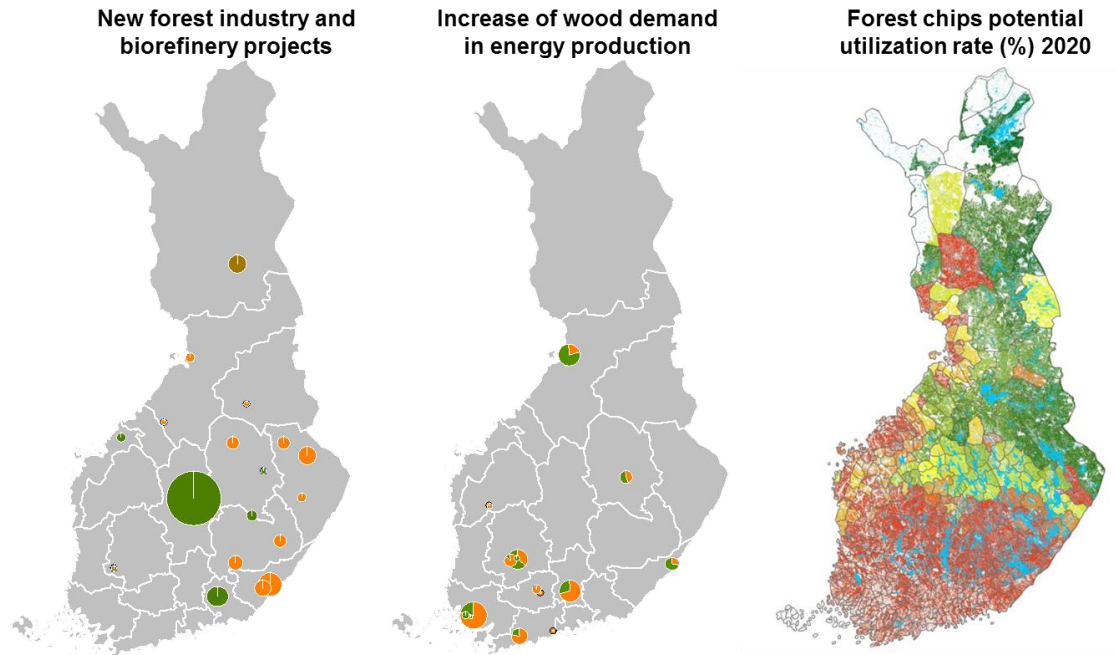 New forest industry and
biorefinery projects
Increase of wood demand
in energy production
Forest chips potential
utilization rate (%) 2020